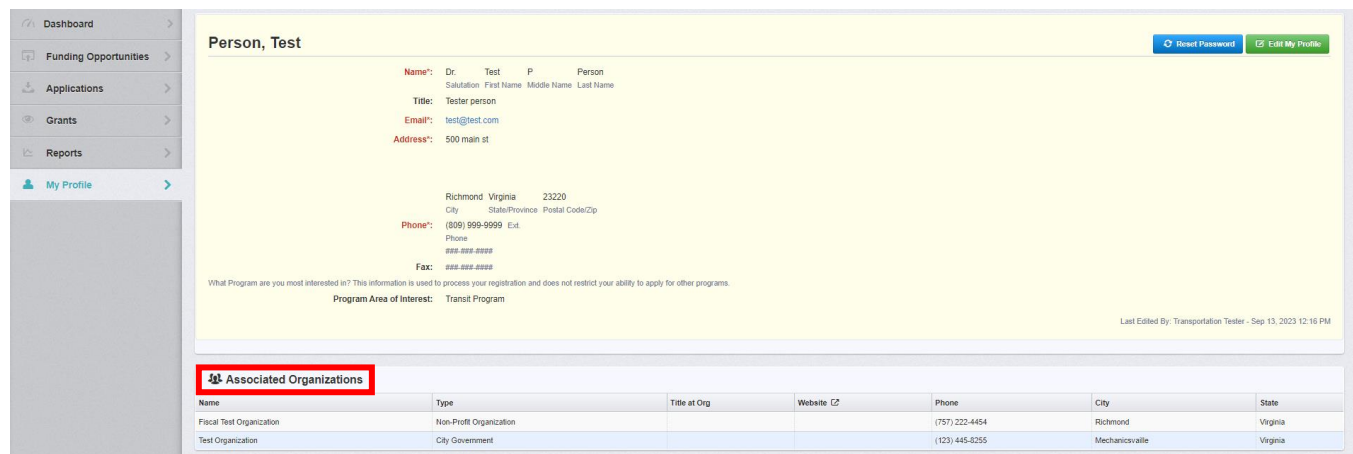 Dashboard
Funding Opportunities
Applications
Grants
Reports
My Profile
Person, Test
Reset Password Edit My Profile
Name*: Dr. Test P Person
Salutation First Name Middle Name Last Name
Title: Tester person
Email*: test@test.com
Address*: 500 main st
Richmond Virginia 23220
City State/Province Postal Code/Zip
Phone*: (809) 999-9999 Ext.
Phone
###-###-####
Fax: ###-###-####
What Program are you most interested in? This information is used to process your registration and does not restrict your ability to apply for other programs.
Program Area of Interest: Transit Program
Last Edited By: Transportation Tester - Sep 13, 2023 12:16 PM
Associated Organizations
Name Type Title at Org Website Phone City State
Fiscal Test Organization Non-Profit Organization (757) 222-4454 Richmond Virginia
Test Organization City Government (123) 445-8255 Mechanicsvaille Virginia